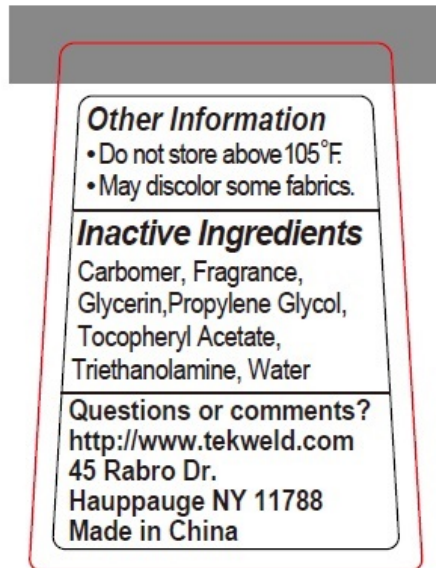 Other Information
•Do not store above 105°F.
•May discolor some fabrics.
Inactive Ingredients
Carbomer, Fragrance,
Glycerin,Propylene Glycol,
Tocopheryl Acetate,
Triethanolamine, Water
Questions or comments?
http://www.tekweld.com
45 Rabro Dr.
Hauppauge NY 11788
Made in China